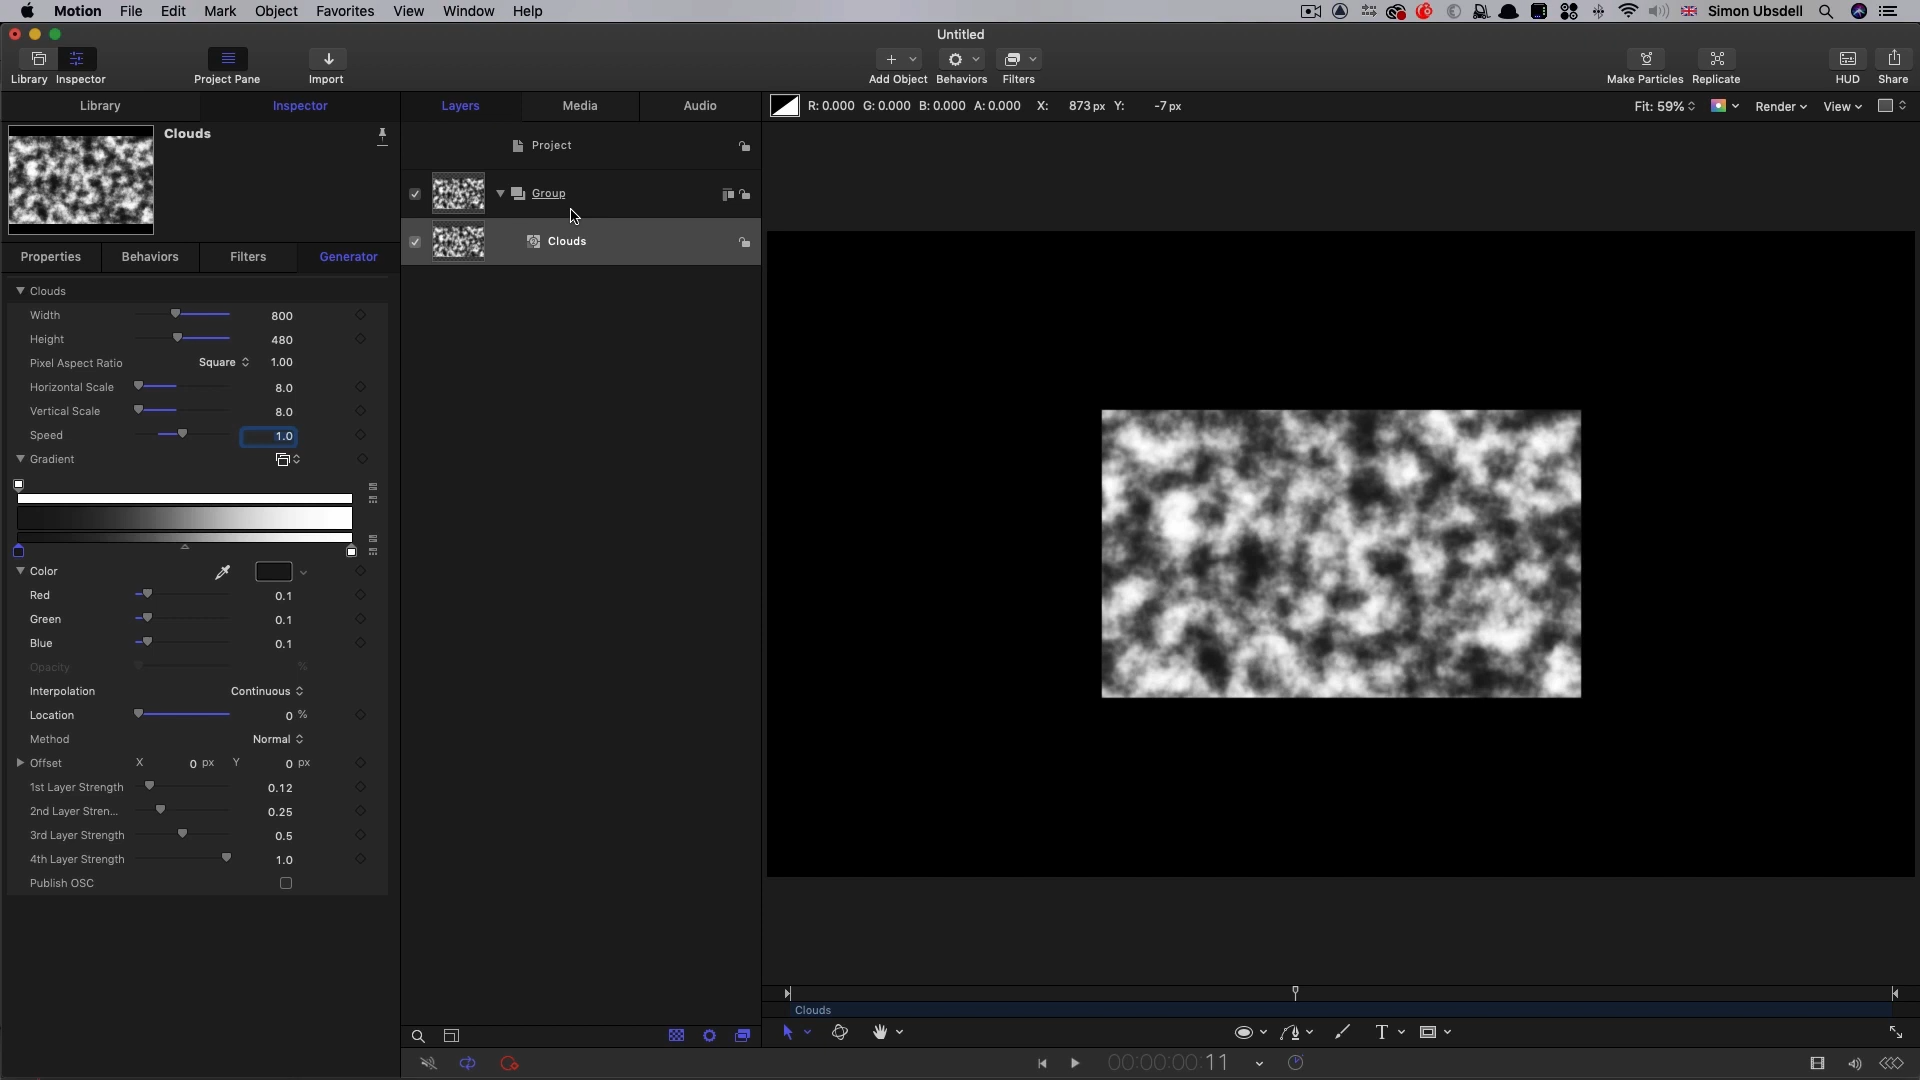 Motion File Edit Mark Object Favorites View Window Help Simon Ubsdell
Untitled
Library Inspector Project Pane Import Add Object Behaviors Filters Make Particles Replicate HUD Share
Library Inspector Layers Media Audio R: 0.000 G: 0.000 B: 0.000 A: 0.000 X: 873 px Y: -7 px Fit: 59% Render View
Clouds
Project
Group
Clouds
Properties Behaviors Filters Generator
Clouds
Width 800
Height 480
Pixel Aspect Ratio Square 1.00
Horizontal Scale 8.0
Vertical Scale 8.0
Speed 1.0
Gradient
Color
Red 0.1
Green 0.1
Blue 0.1
Opacity %
Interpolation Continuous
Location 0 %
Method Normal
Offset X 0 px Y 0 px
1st Layer Strength 0.12
2nd Layer Stren... 0.25
3rd Layer Strength 0.5
4th Layer Strength 1.0
Publish OSC
Clouds
T
00:00:00:11